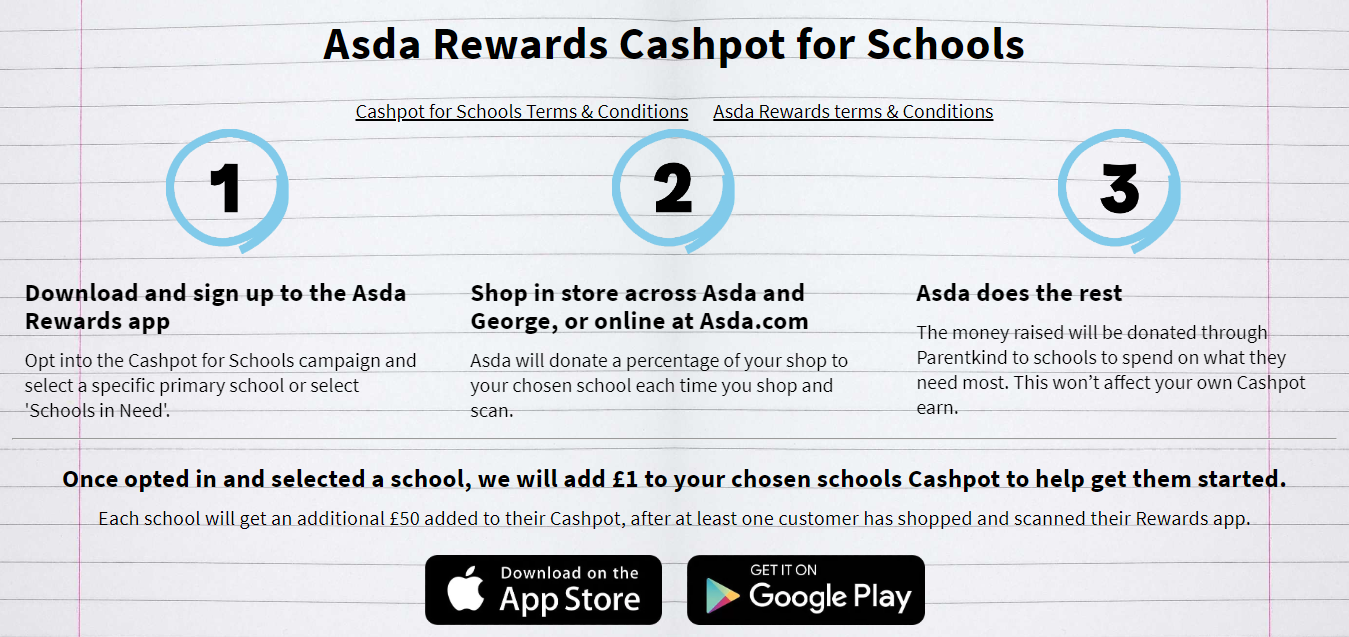 Asda Rewards Cashpot for Schools
Cashpot for Schools Terms & Conditions Asda Rewards terms & Conditions
1
Download and sign up to the Asda
Rewards app
Opt into the Cashpot for Schools campaign and
select a specific primary school or select
'Schools in Need'.
2
Shop in store across Asda and
George, or online at Asda.com
Asda will donate a percentage of your shop to
your chosen school each time you shop and
scan.
3
Asda does the rest
The money raised will be donated through
Parentkind to schools to spend on what they
need most. This won’t affect your own Cashpot
earn.
Once opted in and selected a school, we will add £1 to your chosen schools Cashpot to help get them started.
Each school will get an additional £50 added to their Cashpot, after at least one customer has shopped and scanned their Rewards app.
Download on the
App Store
GET IT ON
Google Play